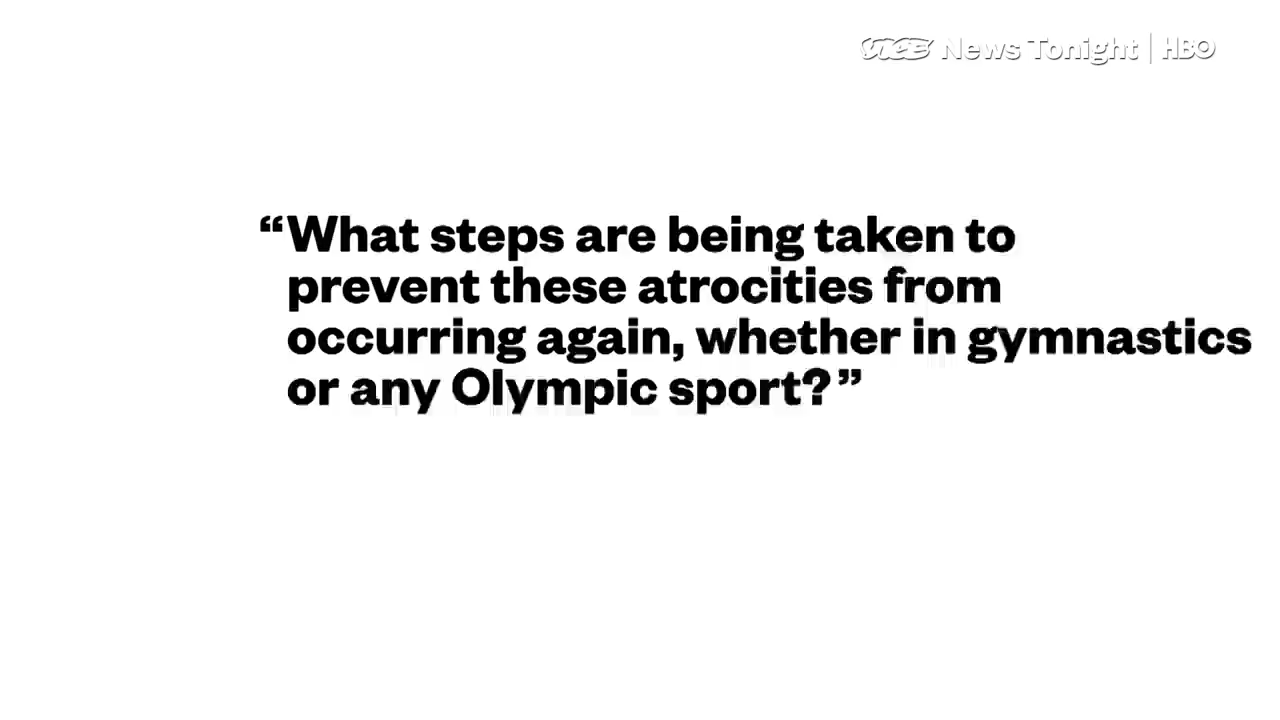 VICE News Tonight | HBO
“What steps are being taken to
prevent these atrocities from
occurring again, whether in gymnastics
or any Olympic sport?”